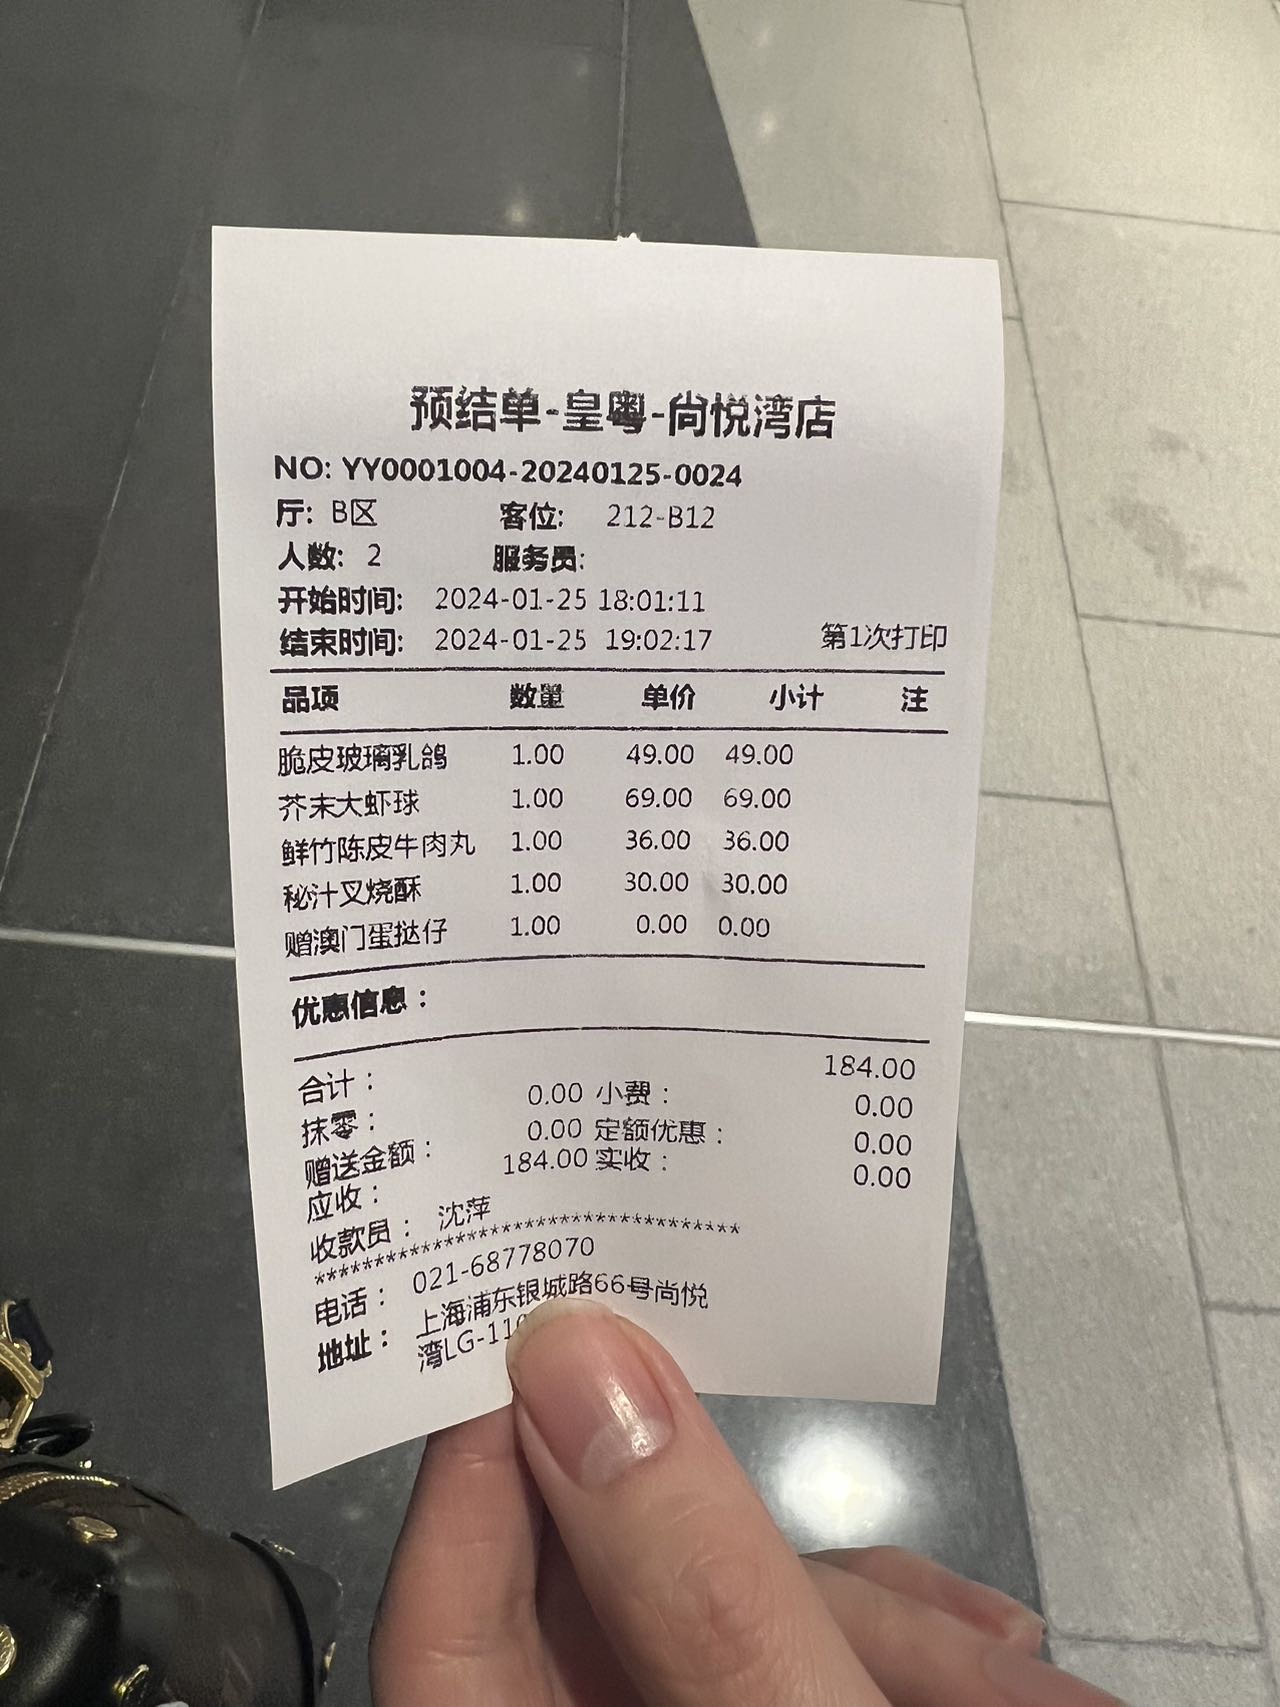 预结单-皇粤-尚悦湾店
NO: YY0001004-20240125-0024
厅: B区 客位: 212-B12
人数: 2 服务员:
开始时间: 2024-01-25 18:01:11
结束时间: 2024-01-25 19:02:17 第1次打印
品项 数量 单价 小计 注
脆皮玻璃乳鸽 1.00 49.00 49.00
芥末大虾球 1.00 69.00 69.00
鲜竹陈皮牛肉丸 1.00 36.00 36.00
秘汁叉烧酥 1.00 30.00 30.00
赠澳门蛋挞仔 1.00 0.00 0.00
优惠信息：
合计： 184.00
抹零： 0.00 小费： 0.00
赠送金额： 0.00 定额优惠： 0.00
应收： 184.00 实收： 0.00
收款员： 沈萍
************************************
电话： 021-68778070
地址： 上海浦东银城路66号尚悦
湾LG-11